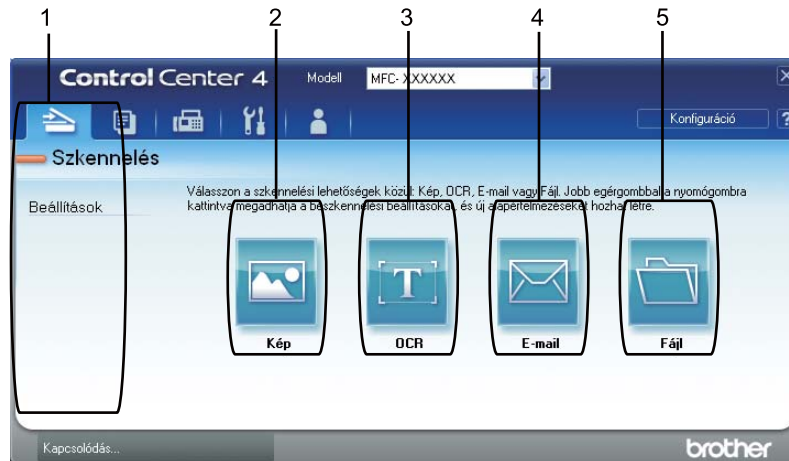 1 2 3 4 5
Control Center 4 Modell MFC- XXXXXX
Konfiguráció ?
Szkennelés
Válasszon a szkennelési lehetőségek közül: Kép, OCR, E-mail vagy Fájl. Jobb egérgombbal a nyomógombra
Beállítások
kattintva megadhatja a beszkennelési beállításokat, és új alapértelmezéseket hozhat létre.
T
Kép OCR E-mail Fájl
Kapcsolódás...
brother